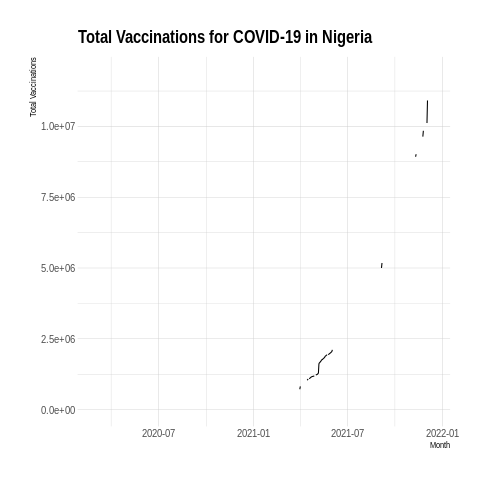 Total Vaccinations for COVID-19 in Nigeria
Total Vaccinations
1.0e+07
7.5e+06
5.0e+06
2.5e+06
0.0e+00
2020-07 2021-01 2021-07 2022-01
Month